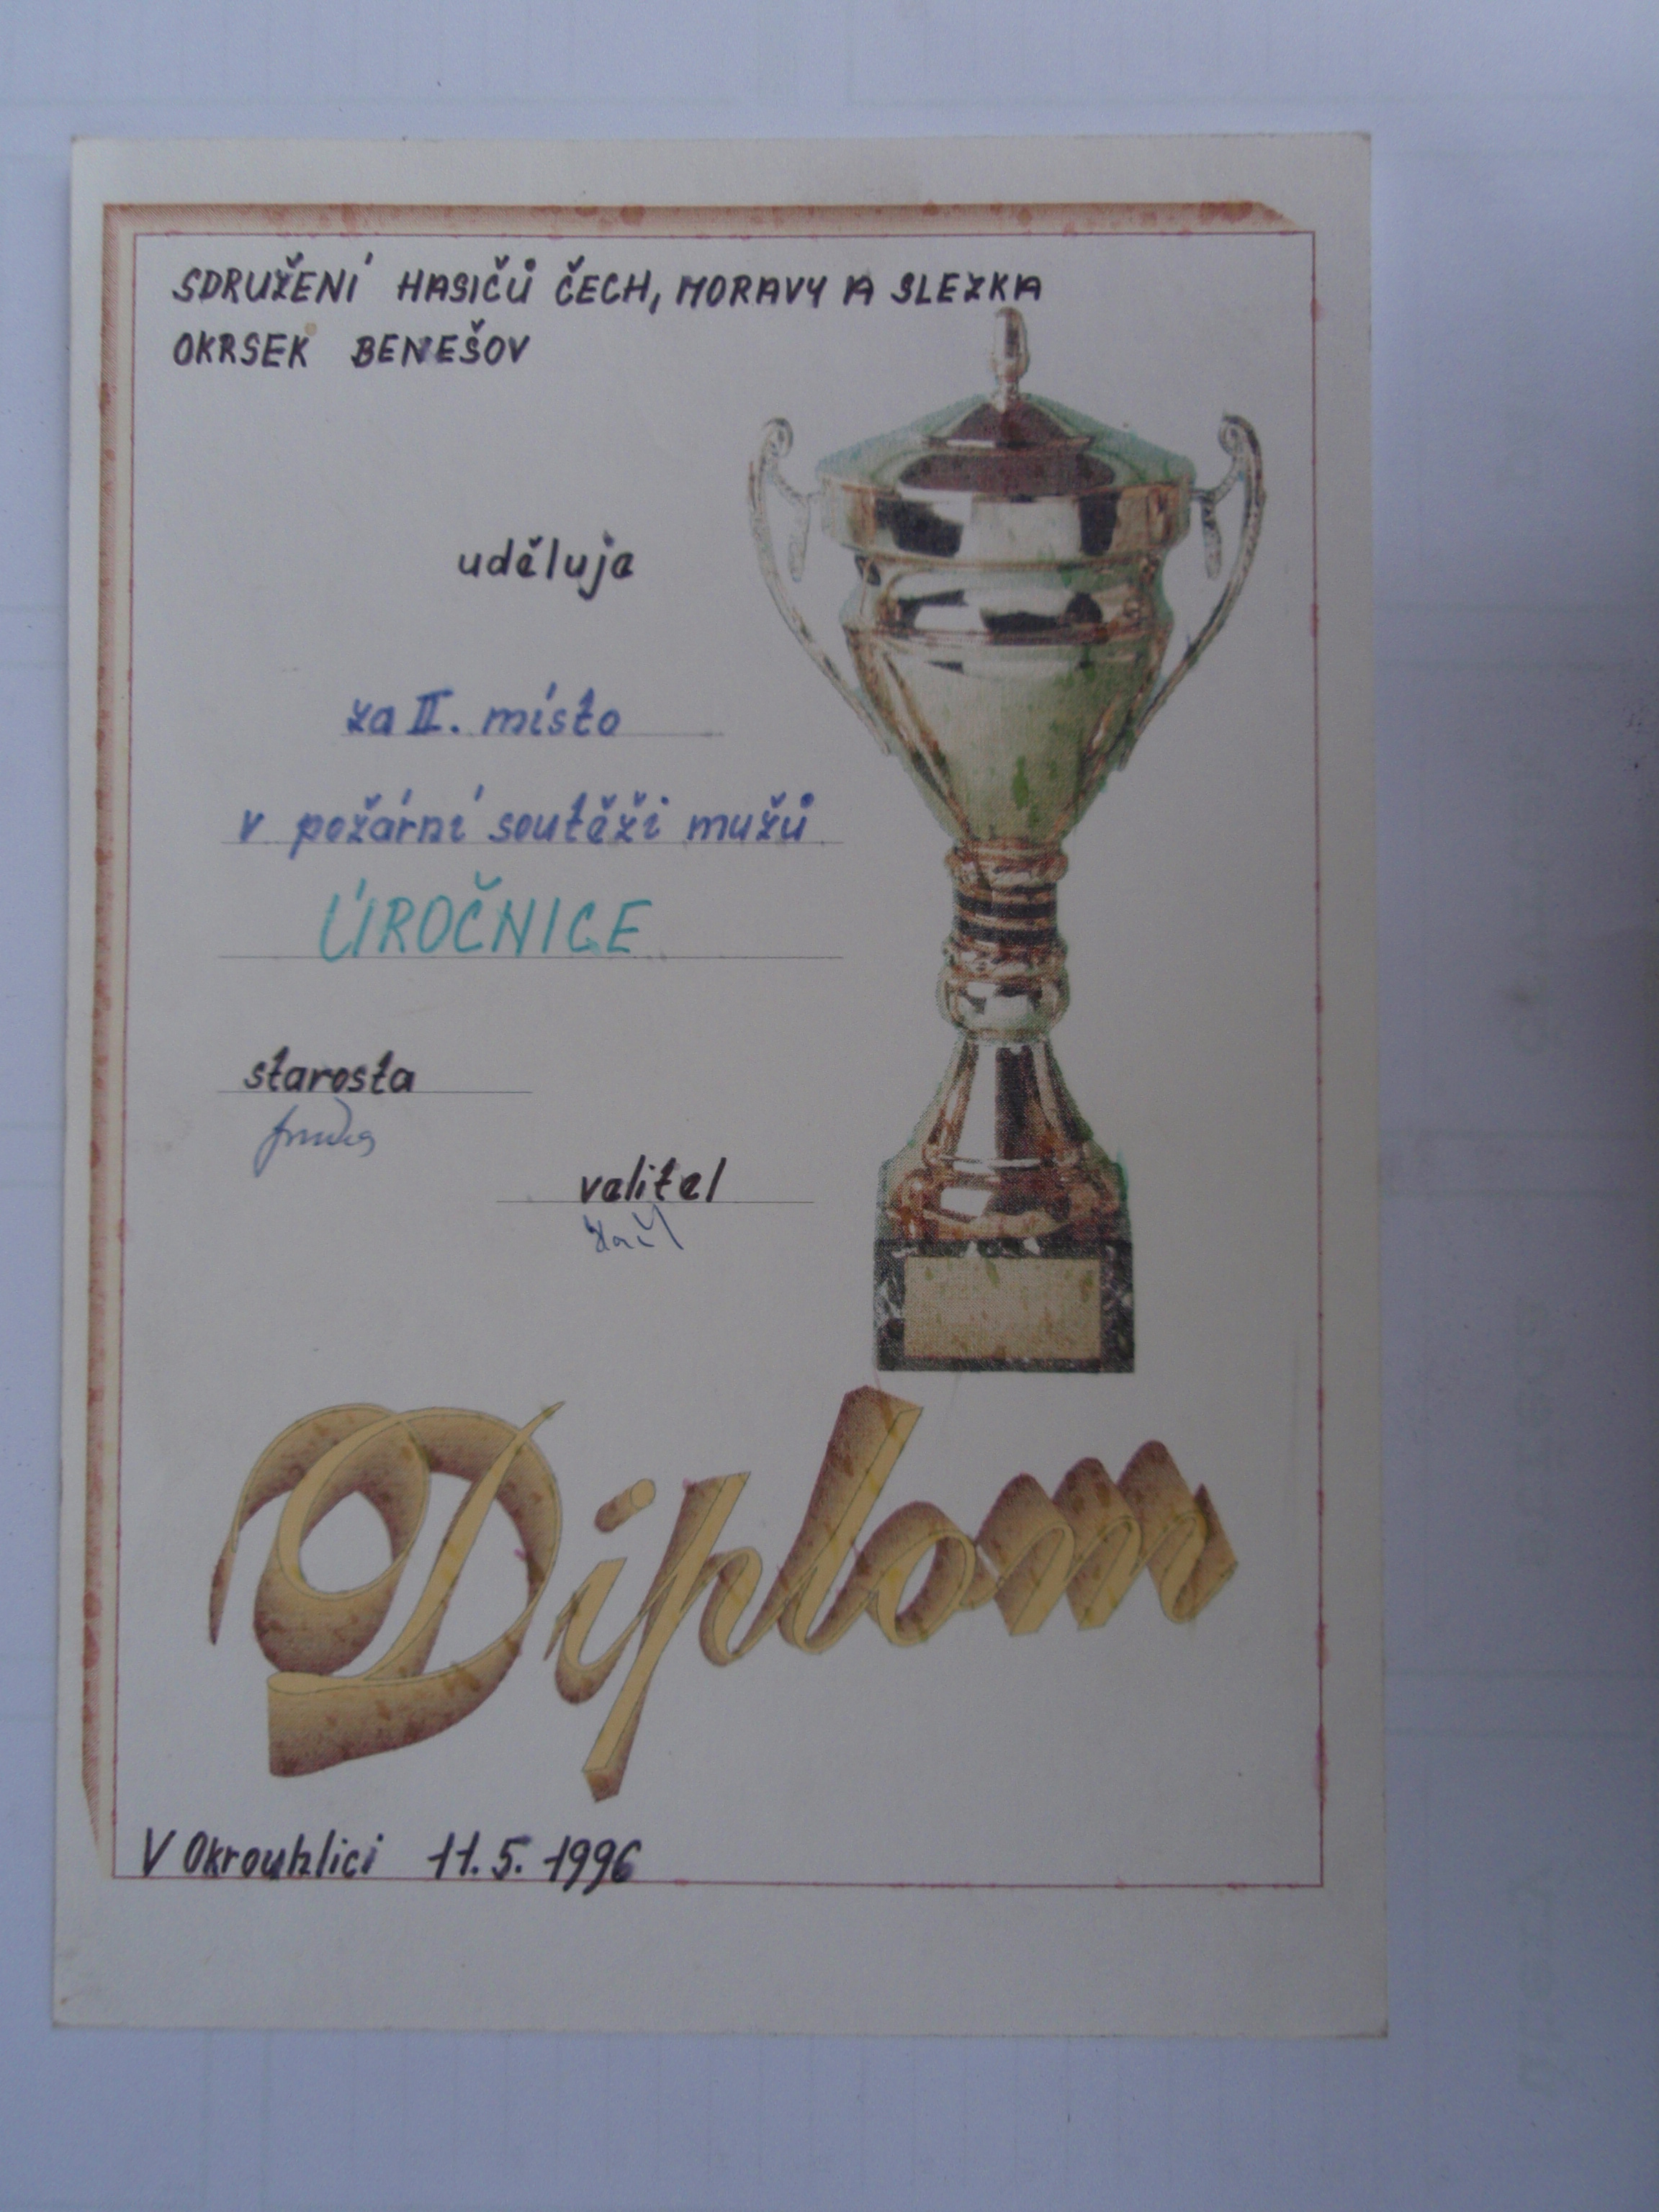 SDRUŽENÍ HASIČŮ ČECH, MORAVY A SLEZKA
OKRSEK BENEŠOV
uděluje
za II. místo
v požární soutěži mužů
ÚROČNICE
starosta
velitel
Diplom
V Okrouhlici 11.5.1996